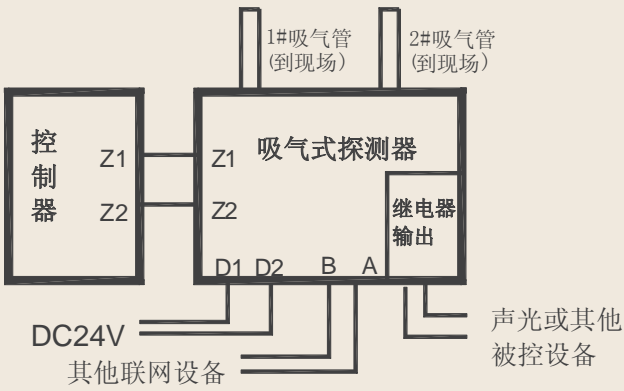 1#吸气管
(到现场)
2#吸气管
(到现场)
控
制
器
Z1
Z2
Z1
Z2
吸气式探测器
继电器
输出
D1 D2 B A
DC24V
其他联网设备
声光或其他
被控设备